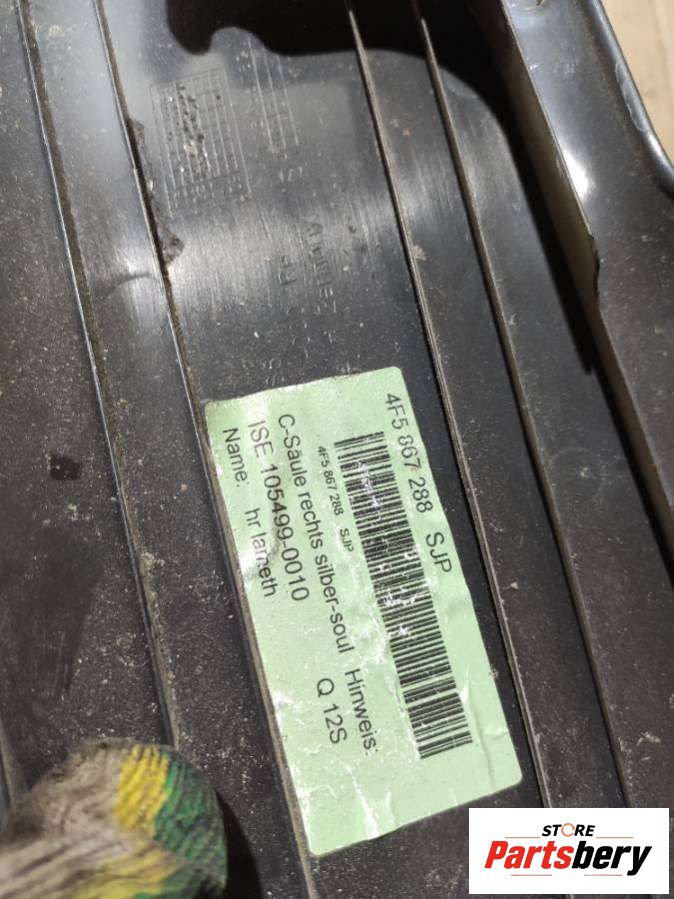 4F5 867 288 SJP
4F5 867 288 SJP
C-Säule rechts silber-soul Hinweis:
ISE 105499-0010 Q 12S
Name: hr lameth
STORE
Partsbery